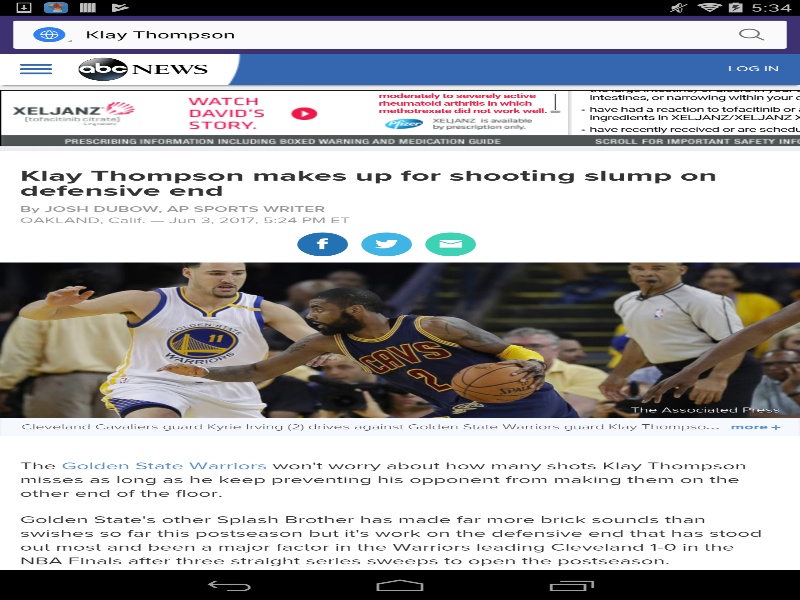 5:34
Klay Thompson
abc NEWS
LOG IN
XELJANZ
[tofacitinib citrate]
WATCH
DAVID'S
STORY.
moderately to severely active
rheumatoid arthritis in which
methotrexate did not work well.
Pfizer
XELJANZ is available
by prescription only.
intestines, or narrowing within your
- have had a reaction to tofacitinib or
ingredients in XELJANZ/XELJANZ
- have recently received or are
PRESCRIBING INFORMATION INCLUDING BOXED WARNING AND MEDICATION GUIDE
SCROLL FOR IMPORTANT SAFETY INFO
Klay Thompson makes up for shooting slump on
defensive end
By JOSH DUBOW, AP SPORTS WRITER
OAKLAND, Calif. — Jun 3, 2017, 5:24 PM ET
GOLDEN STATE
11
WARRIORS
CAVS
2
The Associated Press
Cleveland Cavaliers guard Kyrie Irving (2) drives against Golden State Warriors guard Klay Thompso... more +
The Golden State Warriors won't worry about how many shots Klay Thompson
misses as long as he keep preventing his opponent from making them on the
other end of the floor.
Golden State's other Splash Brother has made far more brick sounds than
swishes so far this postseason but it's work on the defensive end that has stood
out most and been a major factor in the Warriors leading Cleveland 1-0 in the
NBA Finals after three straight series sweeps to open the postseason.